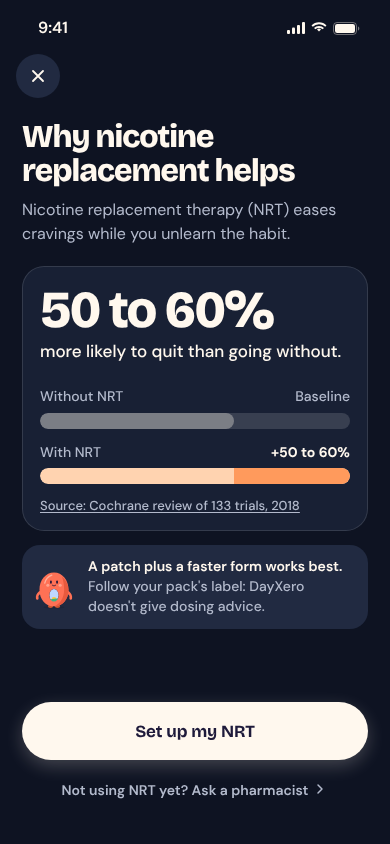 9:41
Why nicotine
replacement helps
Nicotine replacement therapy (NRT) eases
cravings while you unlearn the habit.
50 to 60%
more likely to quit than going without.
Without NRT Baseline
With NRT +50 to 60%
Source: Cochrane review of 133 trials, 2018
A patch plus a faster form works best.
Follow your pack's label: DayXero
doesn't give dosing advice.
Set up my NRT
Not using NRT yet? Ask a pharmacist